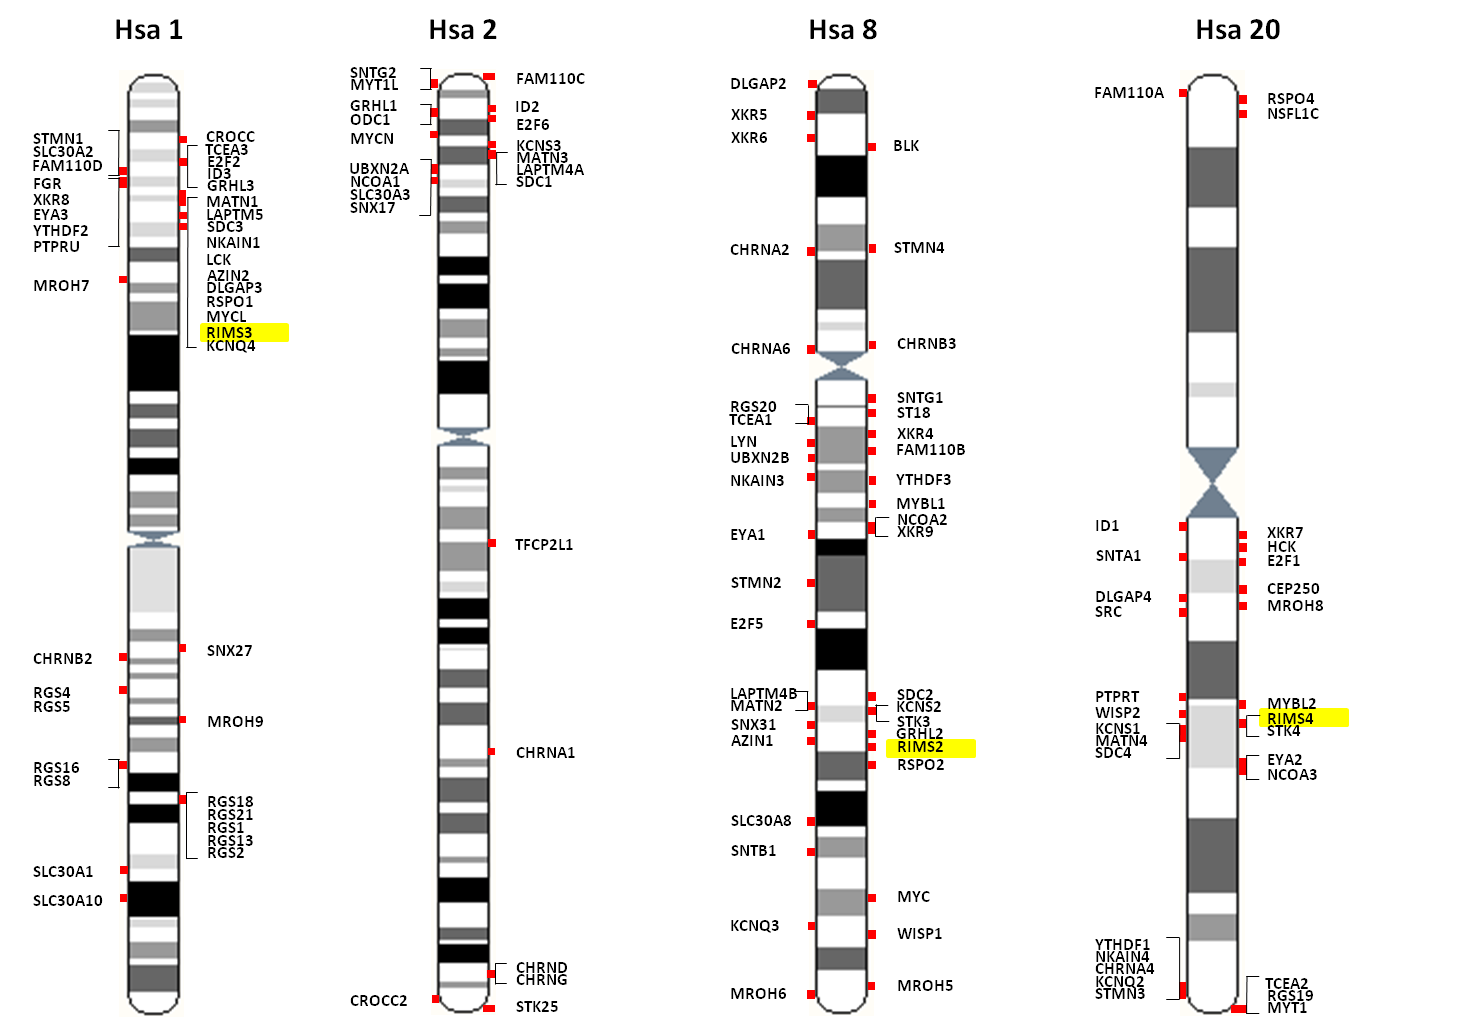 Hsa 1
Hsa 2
Hsa 8
Hsa 20
STMN1
SLC30A2
FAM110D
FGR
XKR8
EYA3
YTHDF2
PTPRU
MROH7
CHRNB2
RGS4
RGS5
RGS16
RGS8
SLC30A1
SLC30A10
CROCC
TCEA3
E2F2
ID3
GRHL3
MATN1
LAPTM5
SDC3
NKAIN1
LCK
AZIN2
DLGAP3
RSPO1
MYCL
RIMS3
KCNQ4
SNX27
MROH9
RGS18
RGS21
RGS1
RGS13
RGS2
SNTG2
MYT1L
GRHL1
ODC1
MYCN
UBXN2A
NCOA1
SLC30A3
SNX17
CROCC2
FAM110C
ID2
E2F6
KCNS3
MATN3
LAPTM4A
SDC1
TFCP2L1
CHRNA1
CHRND
CHRNG
STK25
DLGAP2
XKR5
XKR6
CHRNA2
CHRNA6
RGS20
TCEA1
LYN
UBXN2B
NKAIN3
EYA1
STMN2
E2F5
LAPTM4B
MATN2
SNX31
AZIN1
SLC30A8
SNTB1
KCNQ3
MROH6
BLK
STMN4
CHRNB3
SNTG1
ST18
XKR4
FAM110B
YTHDF3
MYBL1
NCOA2
XKR9
SDC2
KCNS2
STK3
GRHL2
RIMS2
RSPO2
MYC
WISP1
MROH5
FAM110A
ID1
SNTA1
DLGAP4
SRC
PTPRT
WISP2
KCNS1
MATN4
SDC4
YTHDF1
NKAIN4
CHRNA4
KCNQ2
STMN3
RSPO4
NSFL1C
XKR7
HCK
E2F1
CEP250
MROH8
MYBL2
RIMS4
STK4
EYA2
NCOA3
TCEA2
RGS19
MYT1